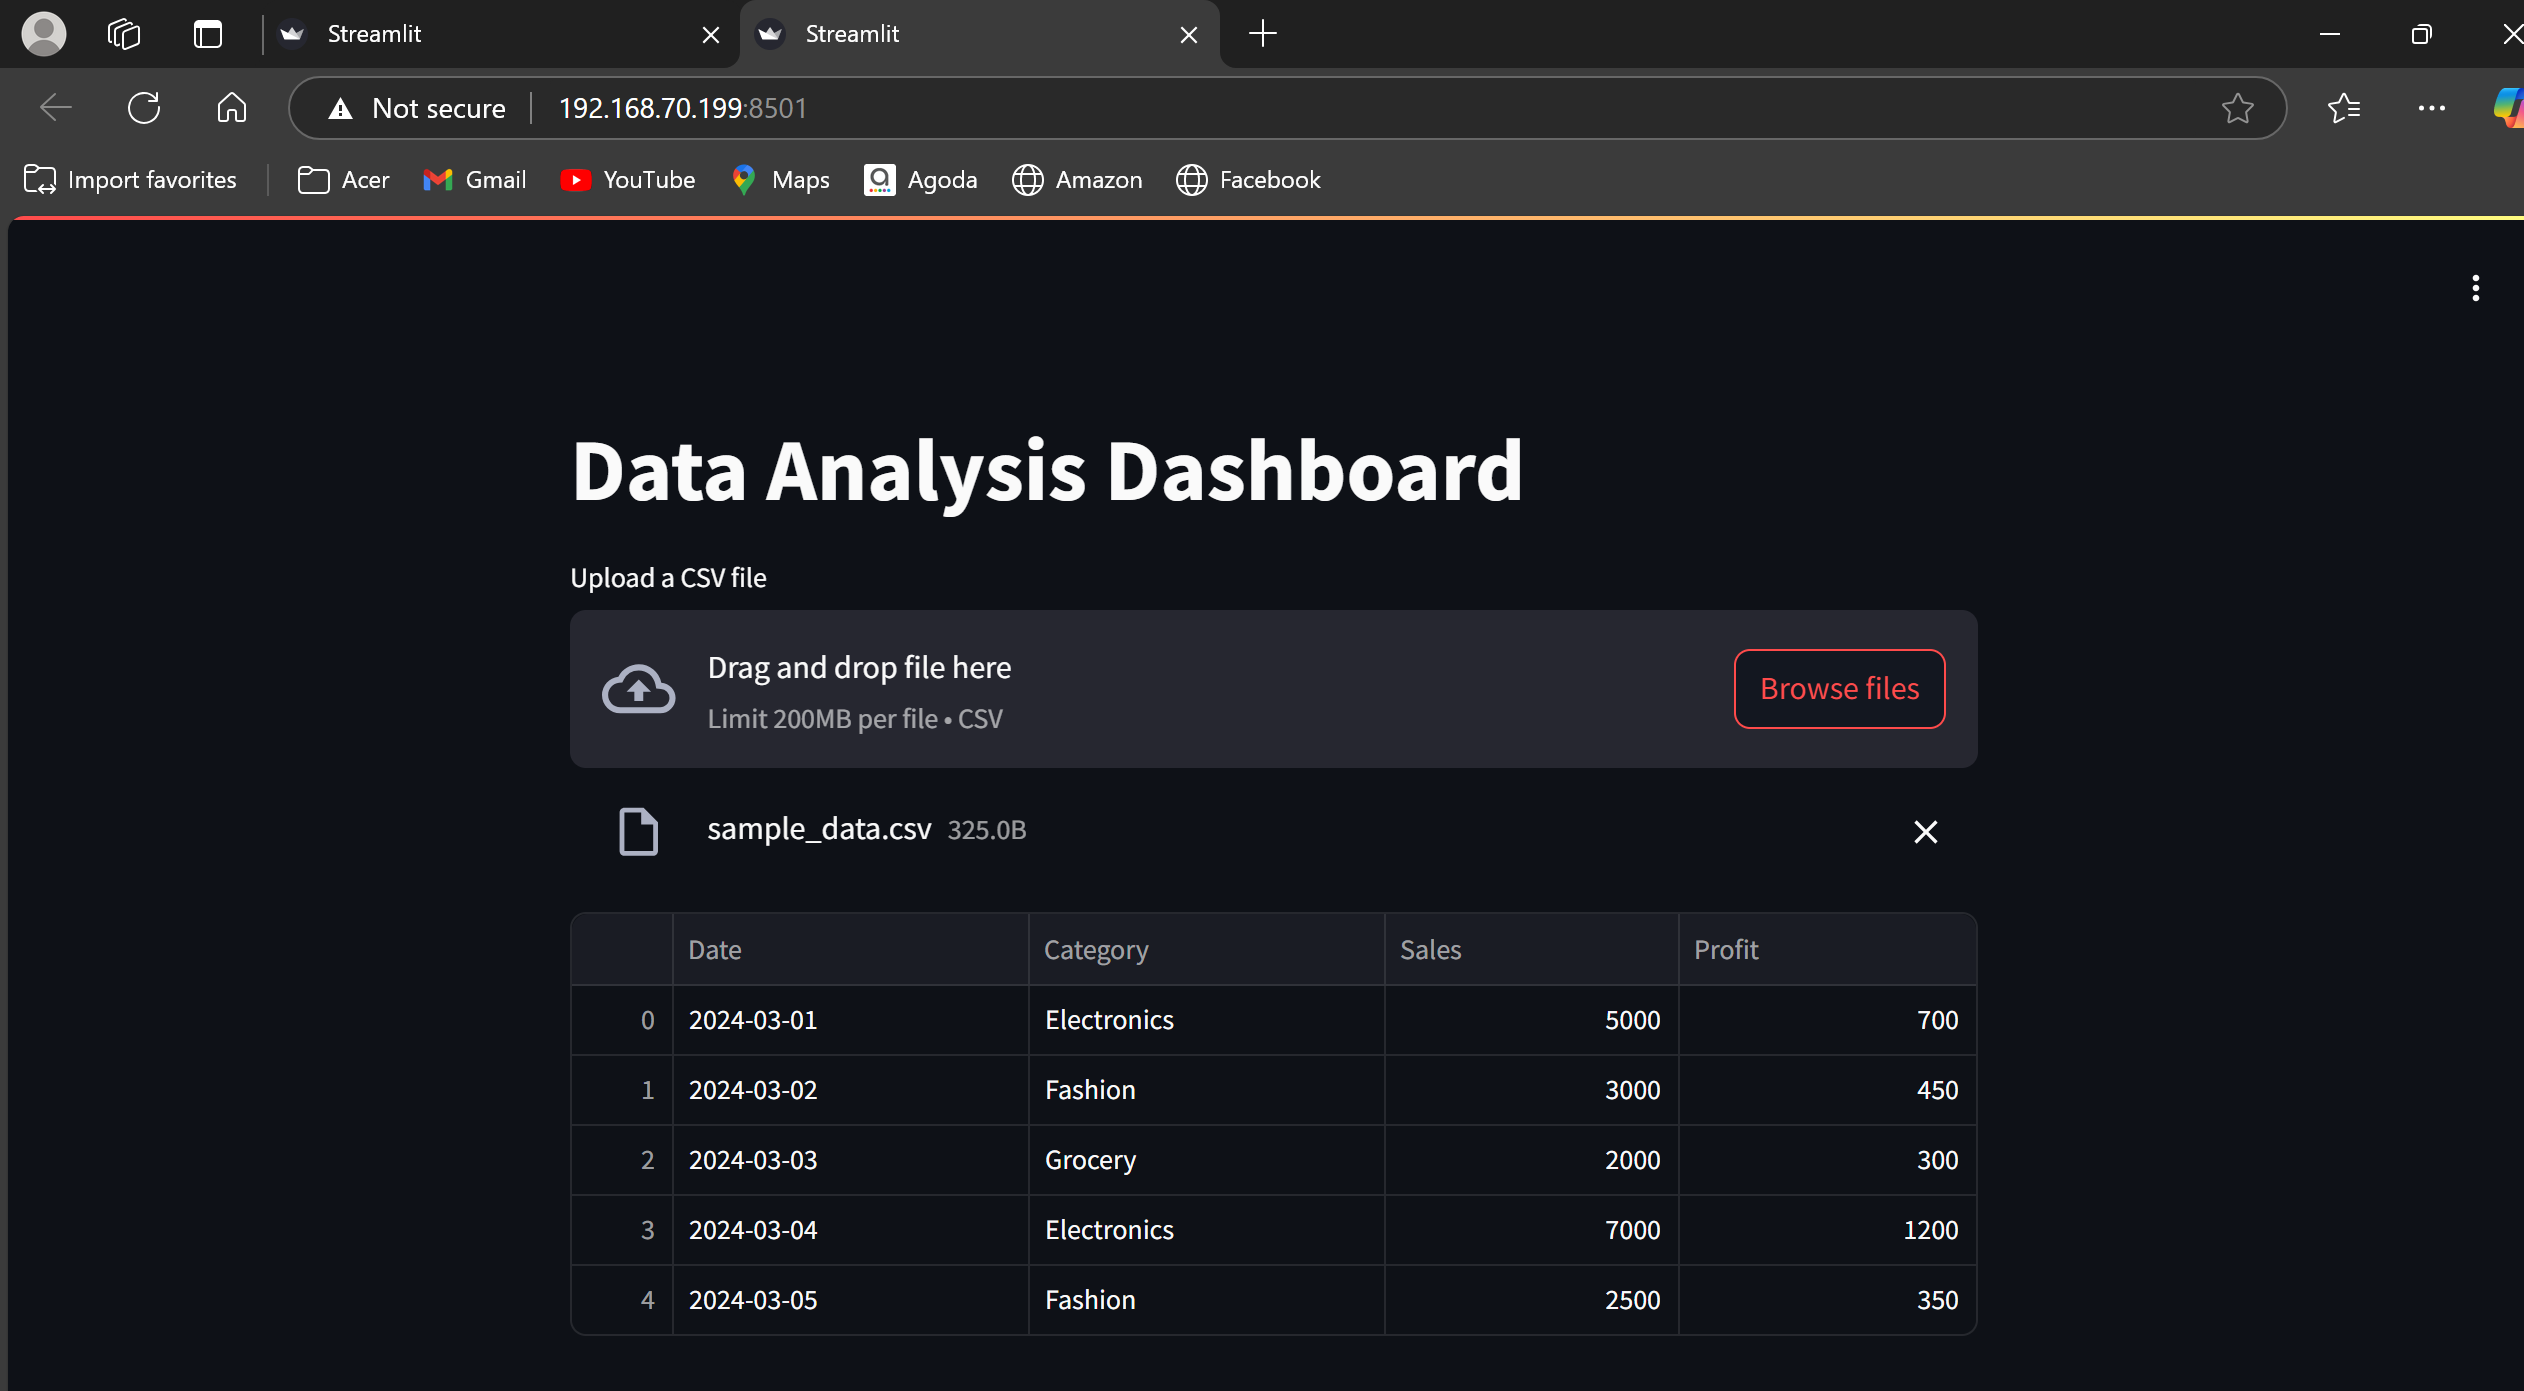 Streamlit Streamlit
Not secure 192.168.70.199:8501
Import favorites Acer Gmail YouTube Maps Agoda Amazon Facebook
Data Analysis Dashboard
Upload a CSV file
Drag and drop file here
Limit 200MB per file • CSV
Browse files
sample_data.csv 325.0B
Date Category Sales Profit
0 2024-03-01 Electronics 5000 700
1 2024-03-02 Fashion 3000 450
2 2024-03-03 Grocery 2000 300
3 2024-03-04 Electronics 7000 1200
4 2024-03-05 Fashion 2500 350